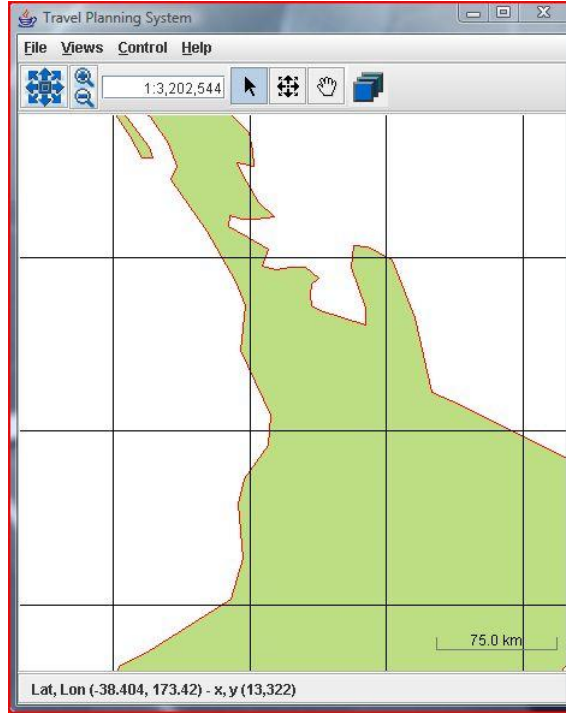 Travel Planning System
File Views Control Help
1:3,202,544
75.0 km
Lat, Lon (-38.404, 173.42) - x, y (13,322)